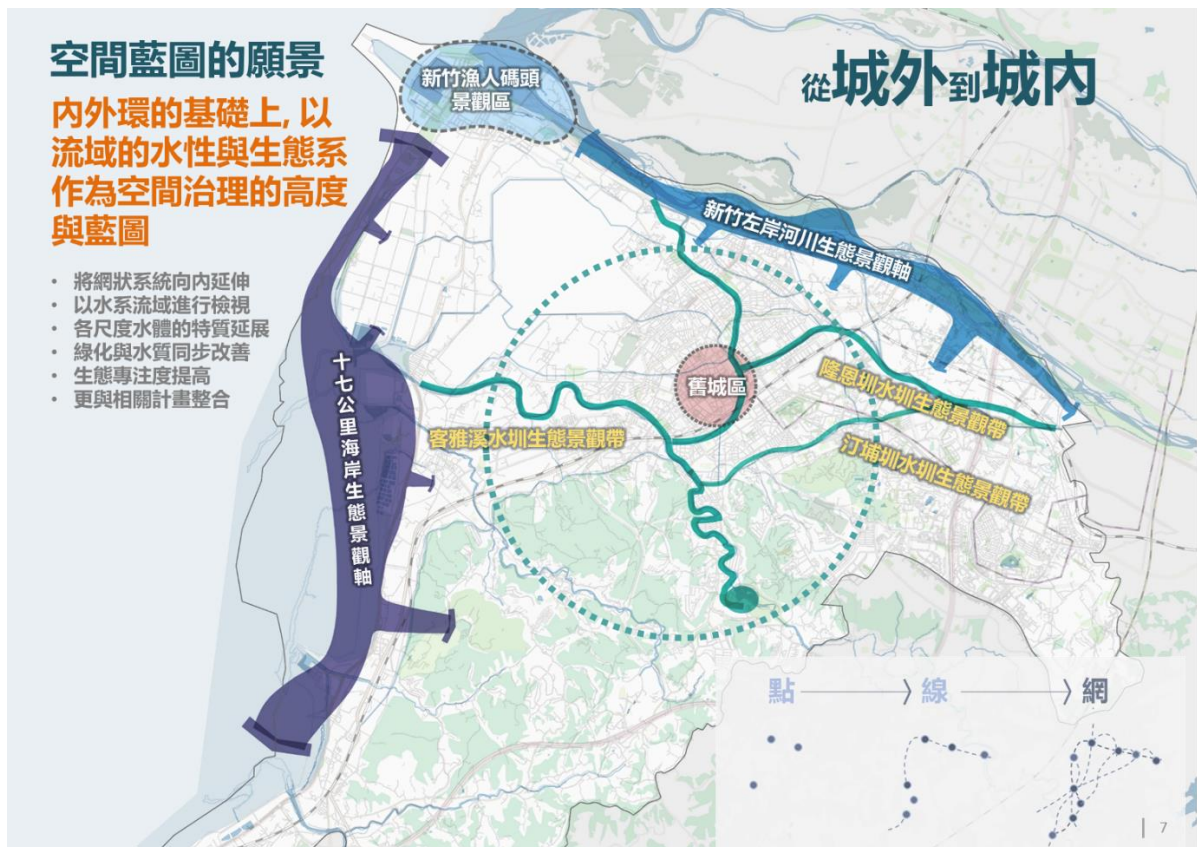 空間藍圖的願景
內外環的基礎上, 以
流域的水性與生態系
作為空間治理的高度
與藍圖
• 將網狀系統向內延伸
• 以水系流域進行檢視
• 各尺度水體的特質延展
• 綠化與水質同步改善
• 生態專注度提高
• 更與相關計畫整合
從城外到城內
新竹漁人碼頭
景觀區
新竹左岸河川生態景觀軸
十七公里海岸生態景觀軸
舊城區
隆恩圳水圳生態景觀帶
客雅溪水圳生態景觀帶
汀埔圳水圳生態景觀帶
點
線
網
7